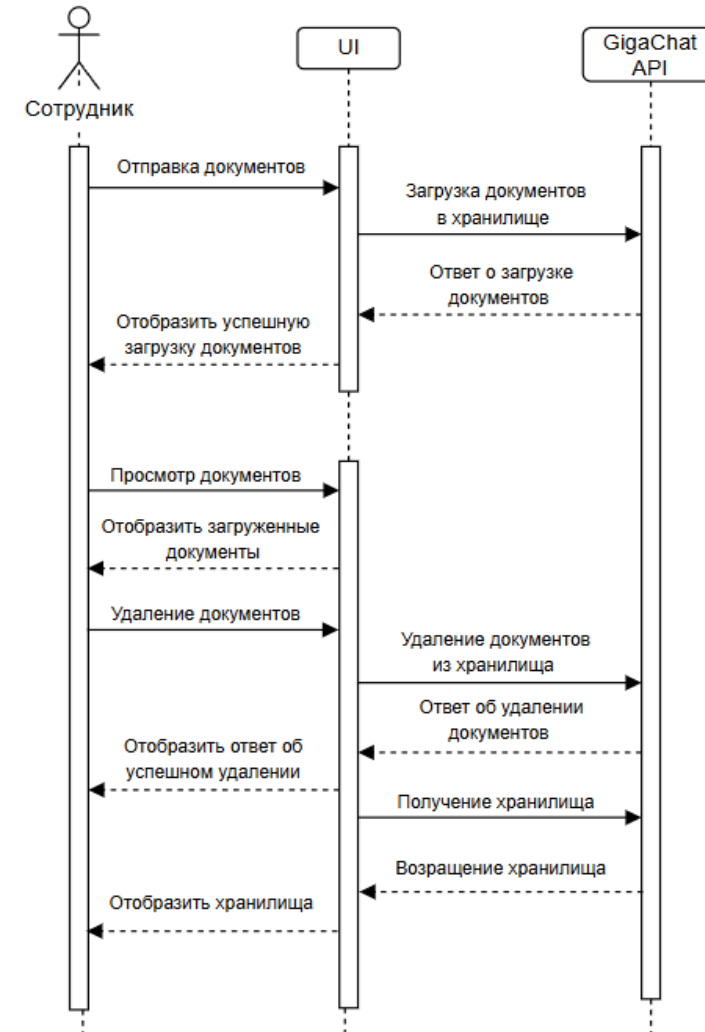 UI
GigaChat
API
Сотрудник
Отправка документов
Загрузка документов
в хранилище
Ответ о загрузке
документов
Отобразить успешную
загрузку документов
Просмотр документов
Отобразить загруженные
документы
Удаление документов
Удаление документов
из хранилища
Ответ об удалении
документов
Отобразить ответ об
успешном удалении
Получение хранилища
Возращение хранилища
Отобразить хранилища